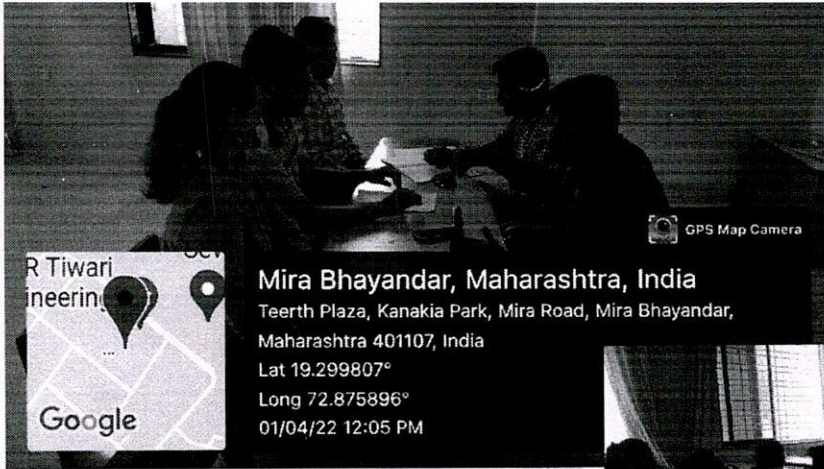 GPS Map Camera
R Tiwari
ineering
Google
Mira Bhayandar, Maharashtra, India
Teerth Plaza, Kanakia Park, Mira Road, Mira Bhayandar,
Maharashtra 401107, India
Lat 19.299807°
Long 72.875896°
01/04/22 12:05 PM